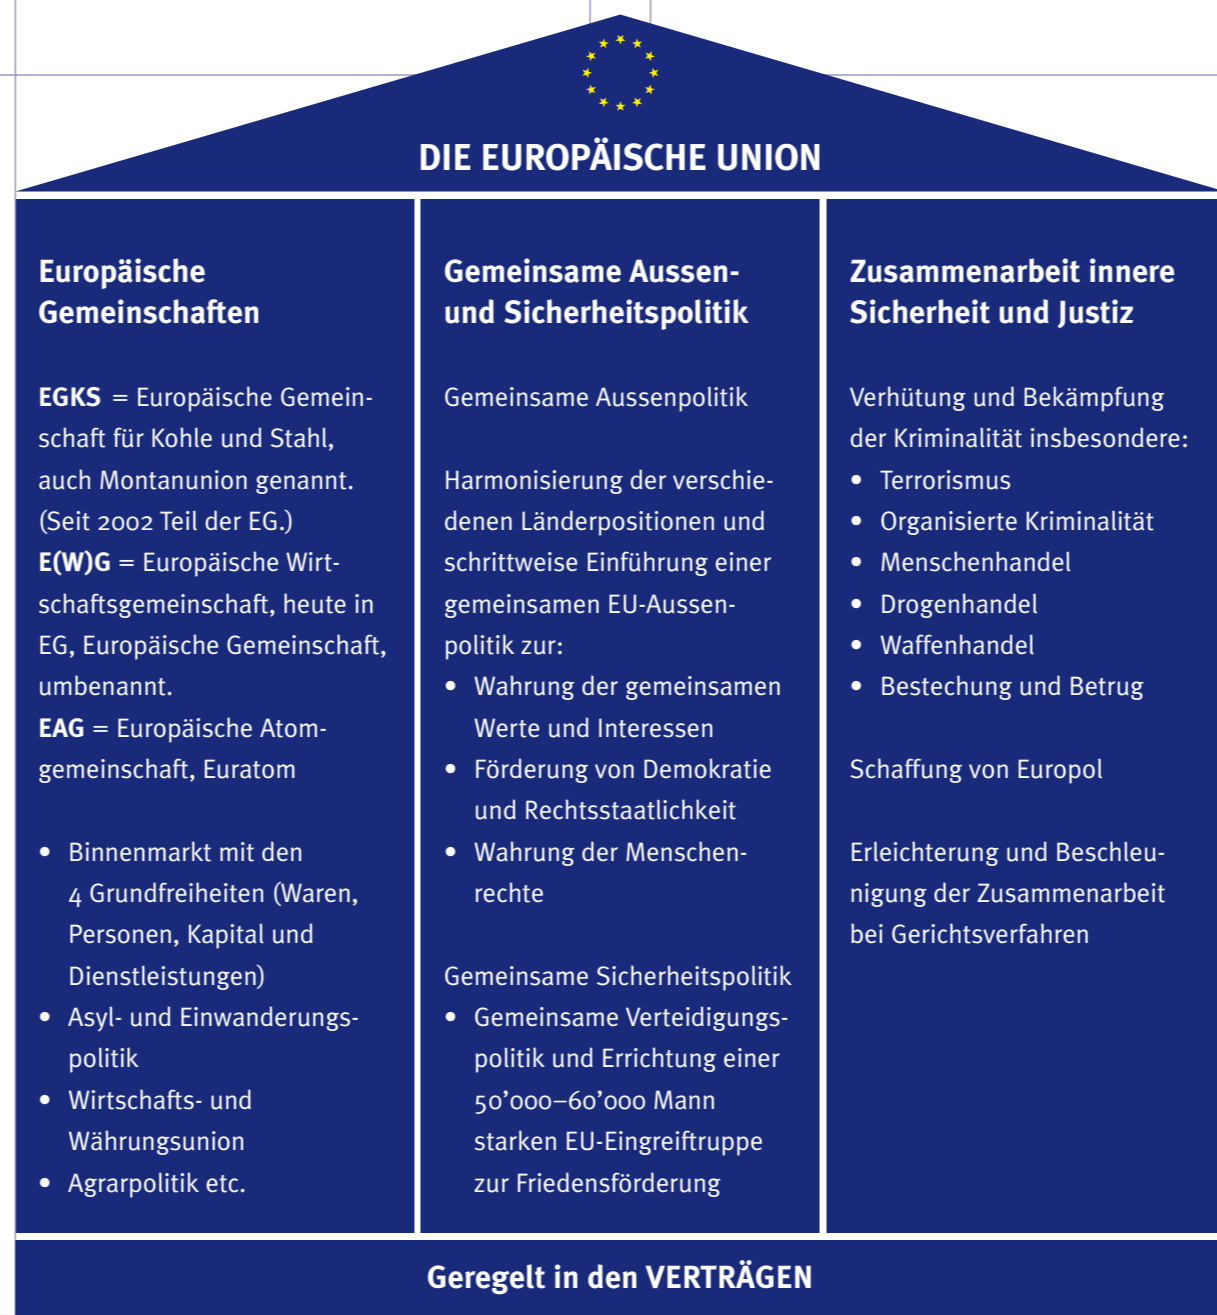 DIE EUROPÄISCHE UNION
Europäische
Gemeinschaften
EGKS = Europäische Gemein-
schaft für Kohle und Stahl,
auch Montanunion genannt.
(Seit 2002 Teil der EG.)
E(W)G = Europäische Wirt-
schaftsgemeinschaft, heute in
EG, Europäische Gemeinschaft,
umbenannt.
EAG = Europäische Atom-
gemeinschaft, Euratom
• Binnenmarkt mit den
4 Grundfreiheiten (Waren,
Personen, Kapital und
Dienstleistungen)
• Asyl- und Einwanderungs-
politik
• Wirtschafts- und
Währungsunion
• Agrarpolitik etc.
Gemeinsame Aussen-
und Sicherheitspolitik
Gemeinsame Aussenpolitik
Harmonisierung der verschie-
denen Länderpositionen und
schrittweise Einführung einer
gemeinsamen EU-Aussen-
politik zur:
• Wahrung der gemeinsamen
Werte und Interessen
• Förderung von Demokratie
und Rechtsstaatlichkeit
• Wahrung der Menschen-
rechte
Gemeinsame Sicherheitspolitik
• Gemeinsame Verteidigungs-
politik und Errichtung einer
50’000–60’000 Mann
starken EU-Eingreiftruppe
zur Friedensförderung
Zusammenarbeit innere
Sicherheit und Justiz
Verhütung und Bekämpfung
der Kriminalität insbesondere:
• Terrorismus
• Organisierte Kriminalität
• Menschenhandel
• Drogenhandel
• Waffenhandel
• Bestechung und Betrug
Schaffung von Europol
Erleichterung und Beschleu-
nigung der Zusammenarbeit
bei Gerichtsverfahren
Geregelt in den VERTRÄGEN